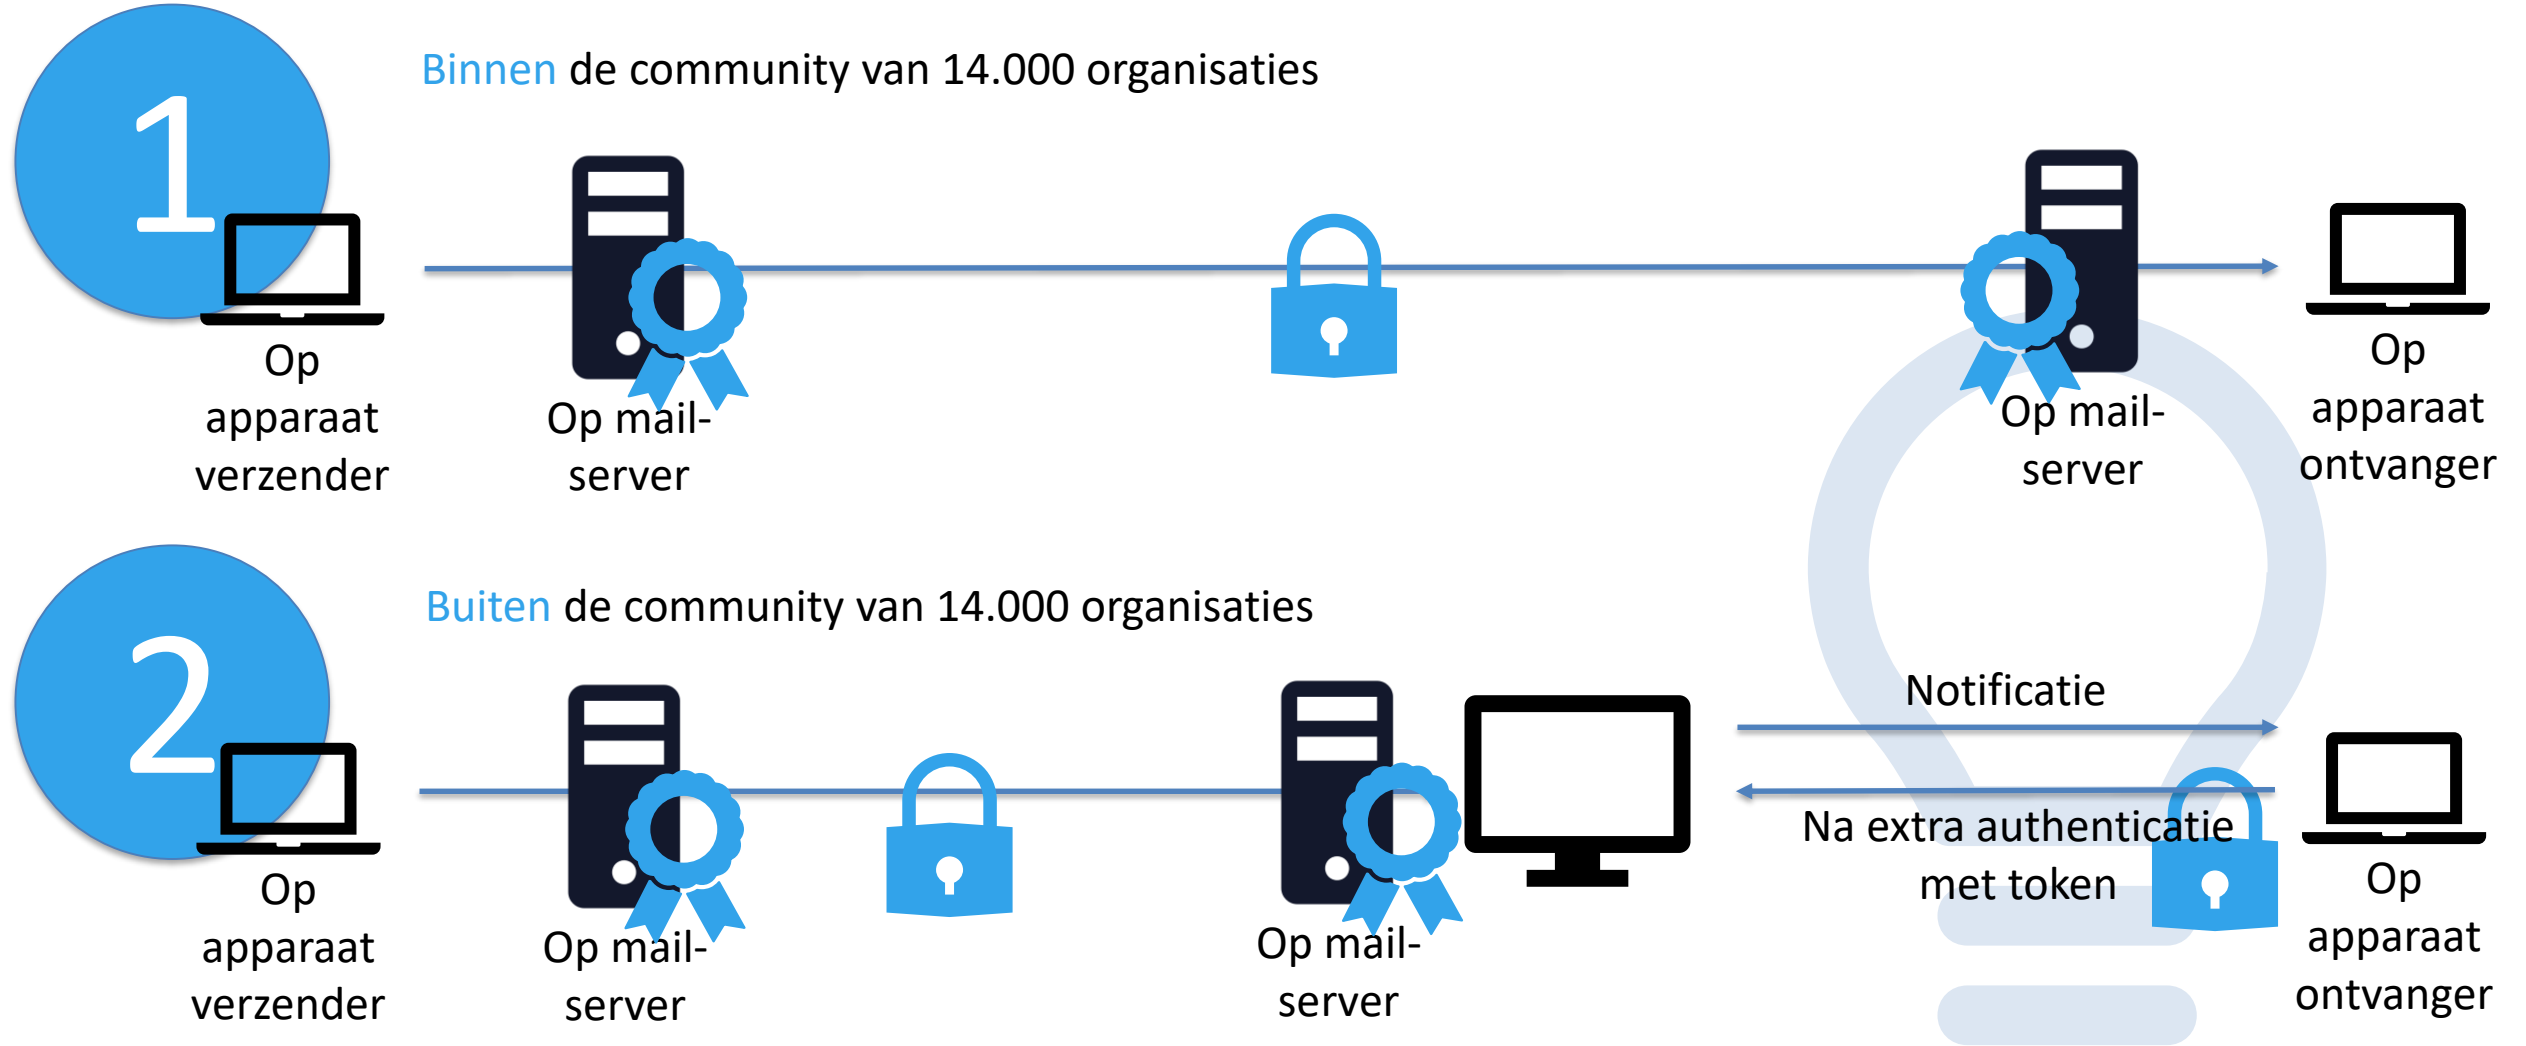 1
Binnen de community van 14.000 organisaties
Op
apparaat
verzender
Op mail-
server
Op mail-
server
Op
apparaat
ontvanger
2
Buiten de community van 14.000 organisaties
Op
apparaat
verzender
Op mail-
server
Op mail-
server
Notificatie
Na extra authenticatie
met token
Op
apparaat
ontvanger